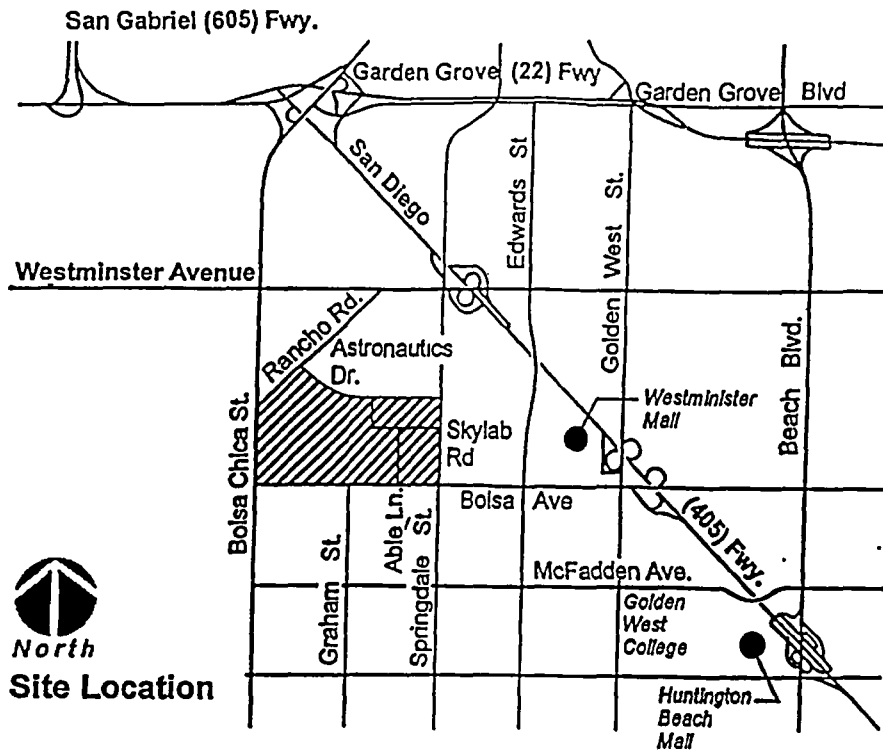 San Gabriel (605) Fwy.
Garden Grove (22) Fwy
Garden Grove Blvd
San Diego
Edwards St
Golden West St.
Westminster Avenue
Rancho Rd.
Astronautics
Dr.
Beach Blvd.
Westminister
Mall
Skylab
Rd
Bolsa Chica St.
Bolsa Ave
(405) Fwy.
Able Ln.
Graham St.
Springdale St.
McFadden Ave.
Golden
West
College
North
Site Location
Huntington
Beach
Mall